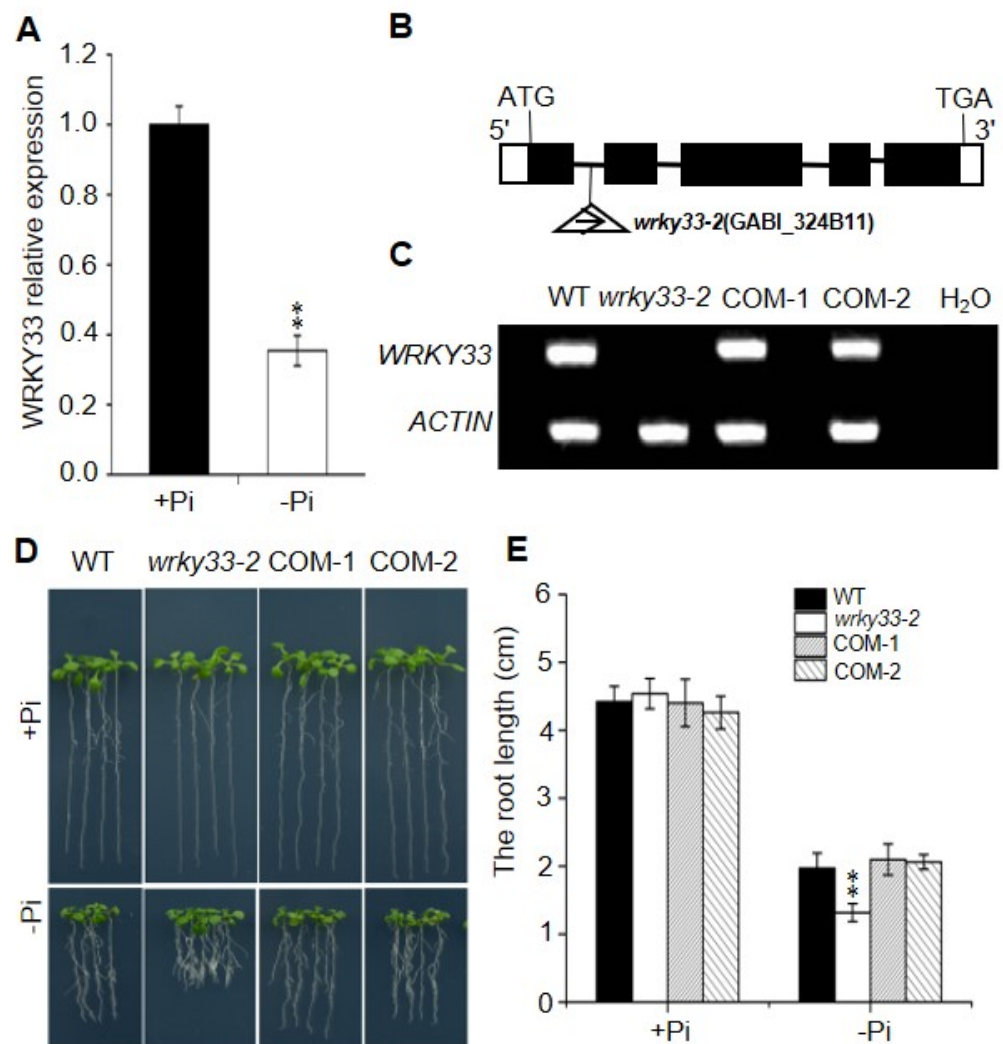 A
WRKY33 relative expression
1.2
1.0
0.8
0.6
0.4
0.2
0.0
**
+Pi
-Pi
B
ATG
TGA
5'
3'
wrky33-2(GABI_324B11)
C
WT wrky33-2 COM-1 COM-2 H₂O
WRKY33
ACTIN
D
WT wrky33-2 COM-1 COM-2
+Pi
-Pi
E
The root length (cm)
6
5
4
3
2
1
0
WT
wrky33-2
COM-1
COM-2
**
+Pi
-Pi